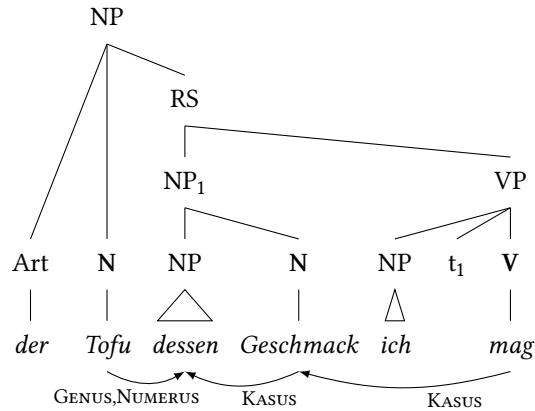 NP
RS
NP₁ VP
Art N NP N NP t₁ V
der Tofu dessen Geschmack ich mag
Genus,Numerus Kasus Kasus